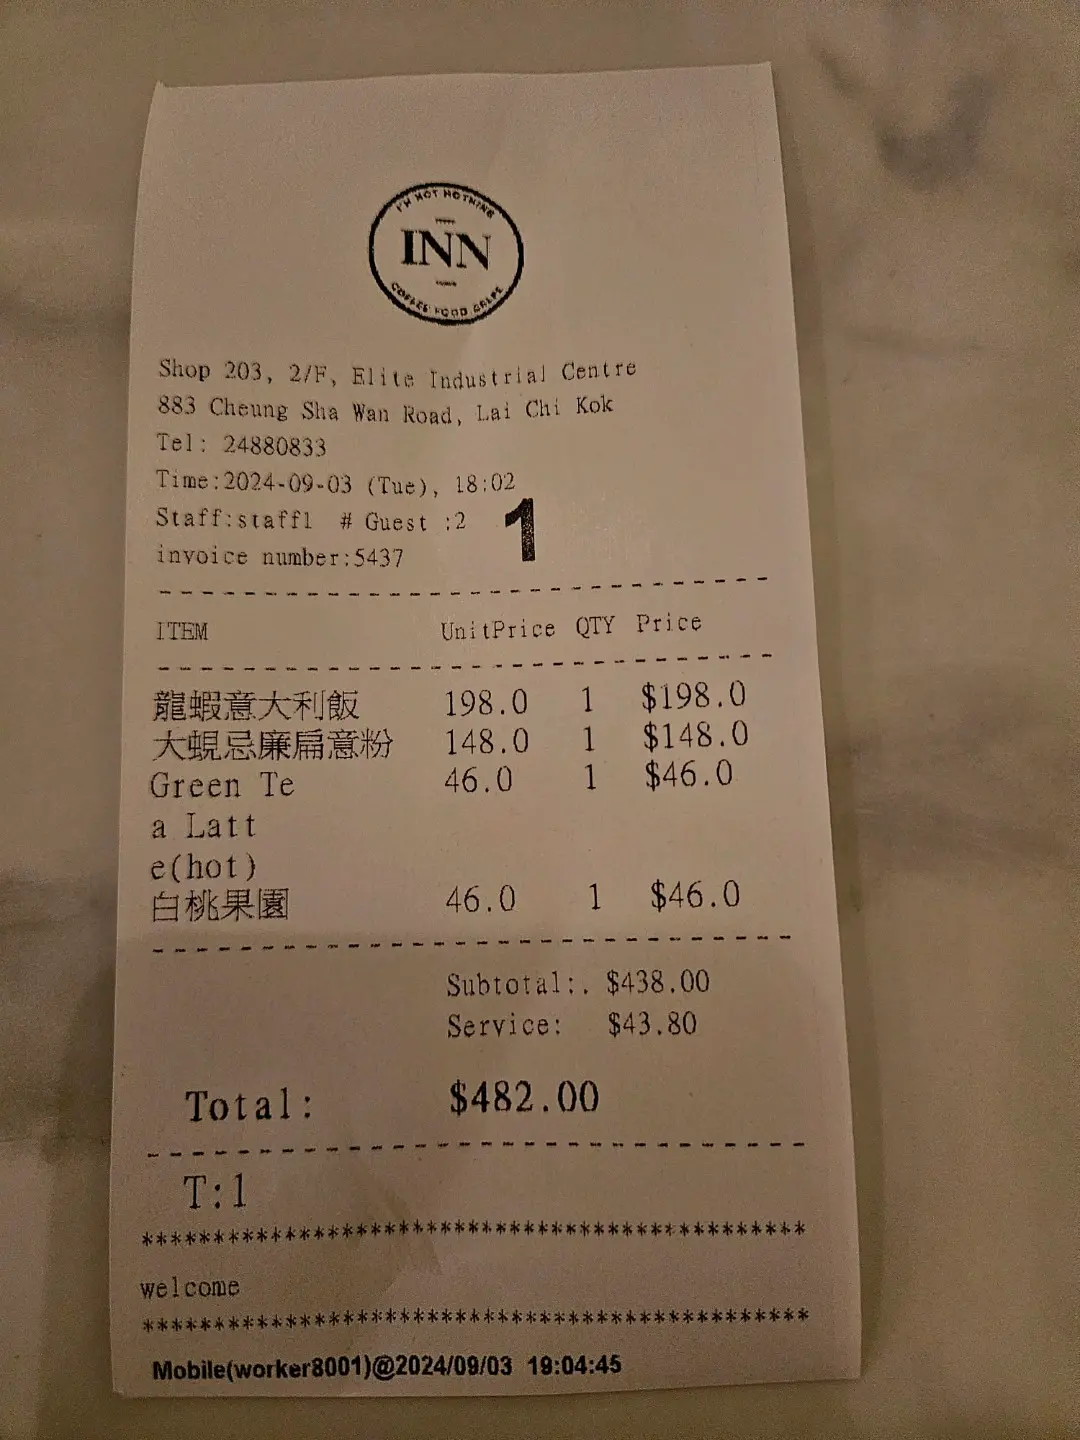 I'M NOT NOTHING
INN
COFFEE FOOD
Shop 203, 2/F, Elite Industrial Centre
883 Cheung Sha Wan Road, Lai Chi Kok
Tel: 24880833
Time:2024-09-03 (Tue), 18:02
Staff:staff1 # Guest :2 1
invoice number:5437
ITEM UnitPrice QTY Price
龍蝦意大利飯 198.0 1 $198.0
大蜆忌廉扁意粉 148.0 1 $148.0
Green Te 46.0 1 $46.0
a Latt
e(hot)
白桃果園 46.0 1 $46.0
Subtotal:. $438.00
Service: $43.80
Total: $482.00
T:1
***********************************************
welcome
***********************************************
Mobile(worker8001)@2024/09/03 19:04:45